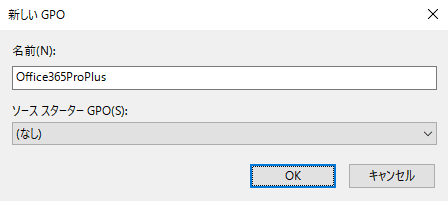 新しい GPO
名前(N):
Office365ProPlus
ソース スターター GPO(S):
(なし)
OK
キャンセル